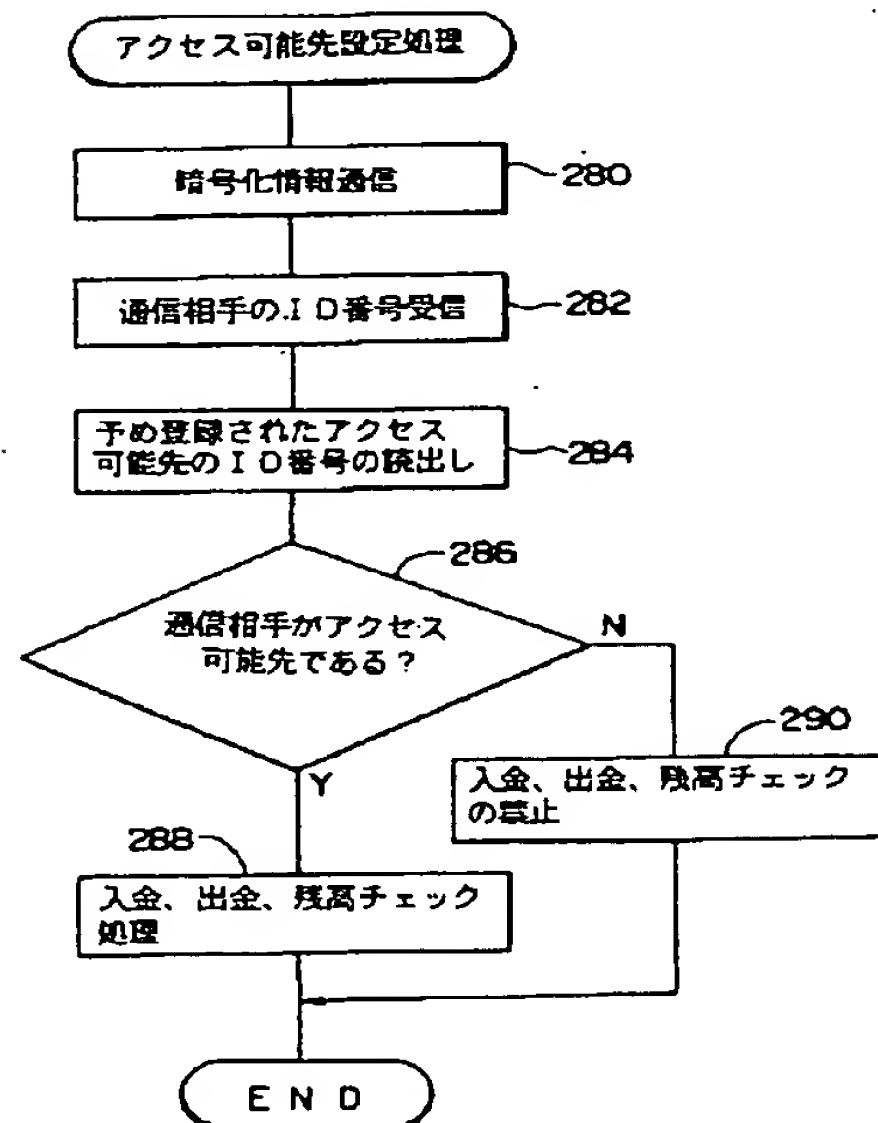 アクセス可能先設定処理
暗号化情報通信
280
通信相手のID番号受信
282
予め登録されたアクセス
可能先のID番号の読出し
284
286
通信相手がアクセス
可能先である?
N
Y
290
入金、出金、残高チェック
の禁止
288
入金、出金、残高チェック
処理
END